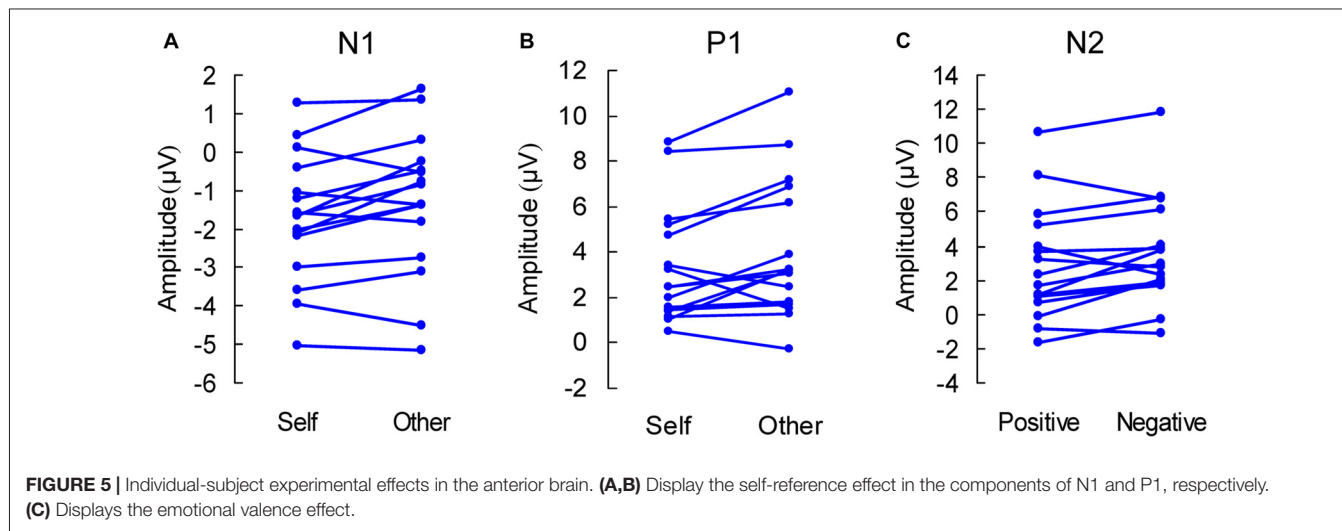 A
N1
Amplitude (µV)
2
1
0
-1
-2
-3
-4
-5
-6
Self
Other
B
P1
Amplitude (µV)
12
10
8
6
4
2
0
-2
Self
Other
C
N2
Amplitude (µV)
14
12
10
8
6
4
2
0
-2
-4
Positive
Negative
FIGURE 5 | Individual-subject experimental effects in the anterior brain. (A,B) Display the self-reference effect in the components of N1 and P1, respectively.
(C) Displays the emotional valence effect.